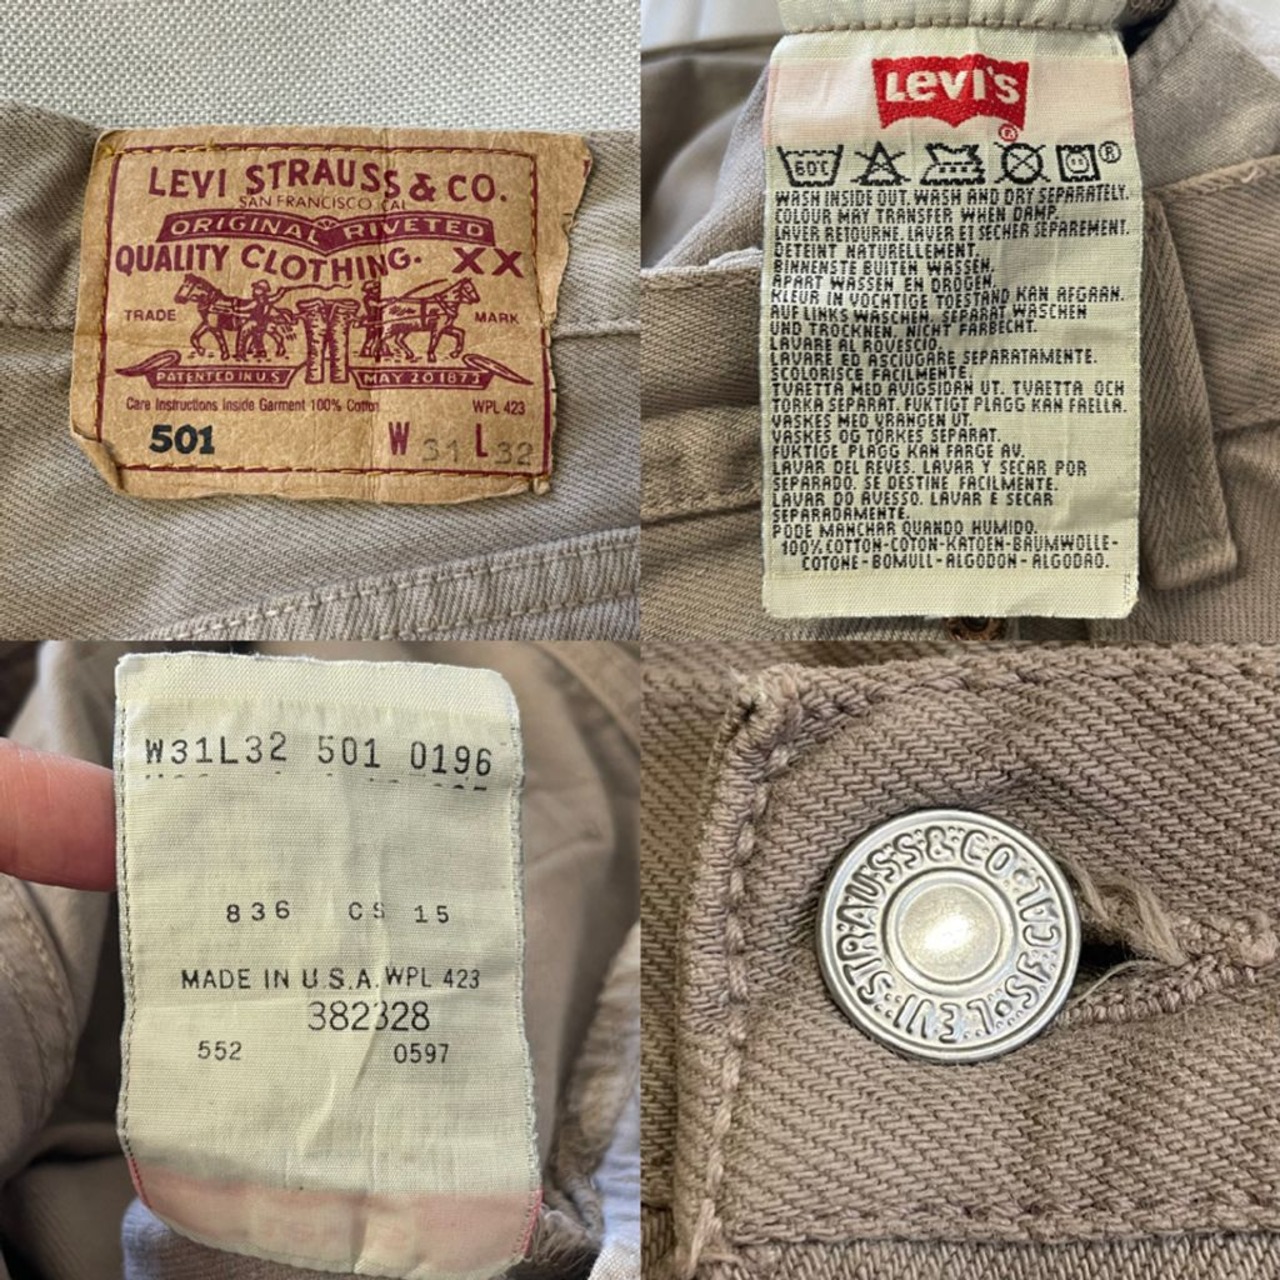 LEVI STRAUSS & CO.
SAN FRANCISCO CAL
ORIGINAL RIVETED
QUALITY CLOTHING. XX
TRADE MARK
PATENTED IN U.S MAY 20 1873
Care Instructions Inside Garment 100% Cotton WPL 423
501 W 31 L 32
Levi's
®
60°C ®
WASH INSIDE OUT. WASH AND DRY SEPARATELY.
COLOUR MAY TRANSFER WHEN DAMP.
LAVER RETOURNE. LAVER ET SECHER SEPAREMENT.
DETEINT NATURELLEMENT.
BINNENSTE BUITEN WASSEN.
APART WASSEN EN DROGEN.
KLEUR IN VOCHTIGE TOESTAND KAN AFGAAN.
AUF LINKS WASCHEN. SEPARAT WASCHEN
UND TROCKNEN. NICHT FARBECHT.
LAVARE AL ROVESCIO.
LAVARE ED ASCIUGARE SEPARATAMENTE.
SCOLORISCE FACILMENTE.
TVAETTA MED AVIGSIDAN UT. TVAETTA OCH
TORKA SEPARAT. FUKTIGT PLAGG KAN FAELLA.
VASKES MED VRANGEN UT.
VASKES OG TORKES SEPARAT.
FUKTIGE PLAGG KAN FARGE AV.
LAVAR DEL REVES. LAVAR Y SECAR POR
SEPARADO. SE DESTINE FACILMENTE.
LAVAR DO AVESSO. LAVAR E SECAR
SEPARADAMENTE.
PODE MANCHAR QUANDO HUMIDO.
100% COTTON-COTON-KATOEN-BAUMWOLLE-
COTONE-BOMULL-ALGODON-ALGODAO.
W31L32 501 0196
836 CS 15
MADE IN U.S.A. WPL 423
382328
552 0597
LEVI STRAUSS & CO. S.F. CAL.